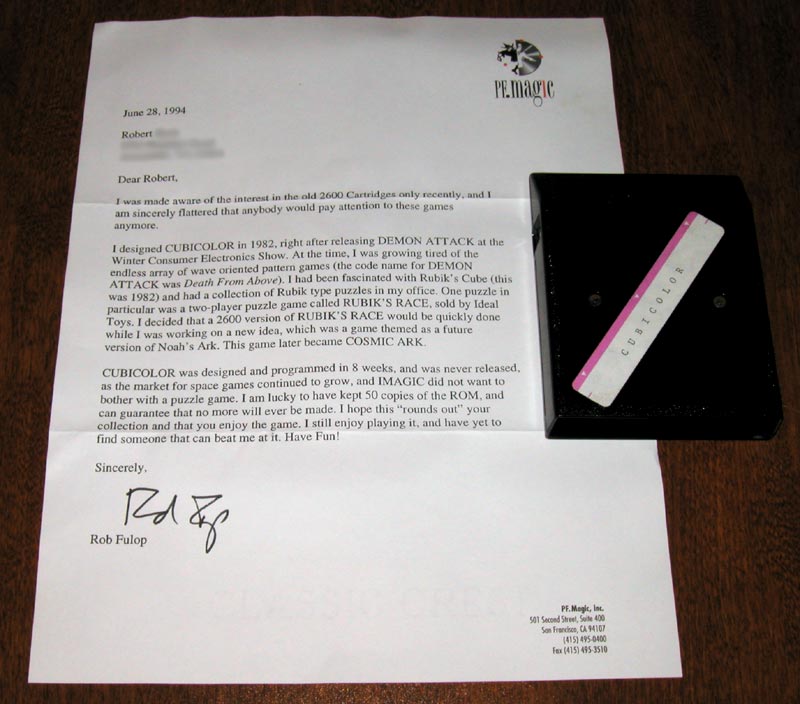 PF.magic
June 28, 1994
Robert
Dear Robert,
I was made aware of the interest in the old 2600 Cartridges only recently, and I
am sincerely flattered that anybody would pay attention to these games
anymore.
I designed CUBICOLOR in 1982, right after releasing DEMON ATTACK at the
Winter Consumer Electronics Show. At the time, I was growing tired of the
endless array of wave oriented pattern games (the code name for DEMON
ATTACK was Death From Above). I had been fascinated with Rubik's Cube (this
was 1982) and had a collection of Rubik type puzzles in my office. One puzzle in
particular was a two-player puzzle game called RUBIK'S RACE, sold by Ideal
Toys. I decided that a 2600 version of RUBIK'S RACE would be quickly done
while I was working on a new idea, which was a game themed as a future
version of Noah's Ark. This game later became COSMIC ARK.
CUBICOLOR was designed and programmed in 8 weeks, and was never released,
as the market for space games continued to grow, and IMAGIC did not want to
bother with a puzzle game. I am lucky to have kept 50 copies of the ROM, and
can guarantee that no more will ever be made. I hope this “rounds out” your
collection and that you enjoy the game. I still enjoy playing it, and have yet to
find someone that can beat me at it. Have Fun!
Sincerely,
Rob Fulop
CLASSIC CREST
PF.Magic, Inc.
501 Second Street, Suite 400
San Francisco, CA 94107
(415) 495-0400
Fax (415) 495-3510
CUBICOLOR